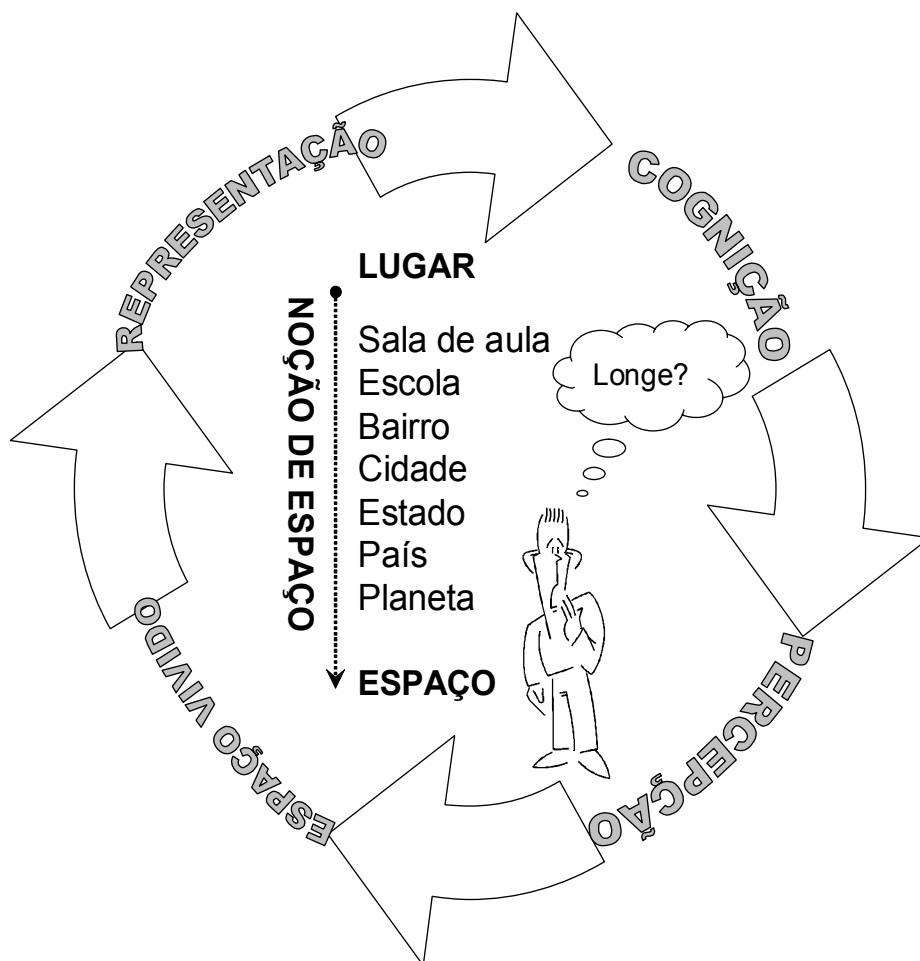 REPRESENTAÇÃO
COGNIÇÃO
PERCEPÇÃO
ESPAÇO VIVIDO
NOÇÃO DE ESPAÇO
LUGAR
Sala de aula
Escola
Bairro
Cidade
Estado
País
Planeta
ESPAÇO
Longe?